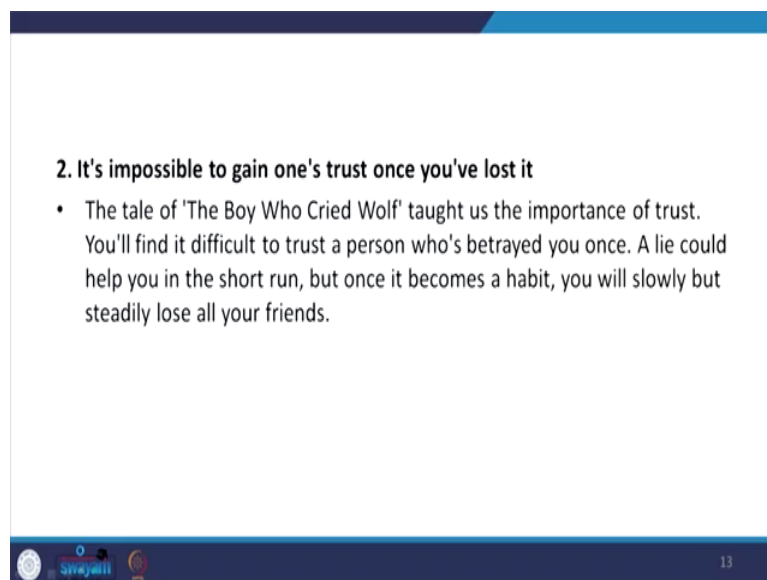 2. It's impossible to gain one's trust once you've lost it
• The tale of 'The Boy Who Cried Wolf' taught us the importance of trust.
You'll find it difficult to trust a person who's betrayed you once. A lie could
help you in the short run, but once it becomes a habit, you will slowly but
steadily lose all your friends.
swayam
13